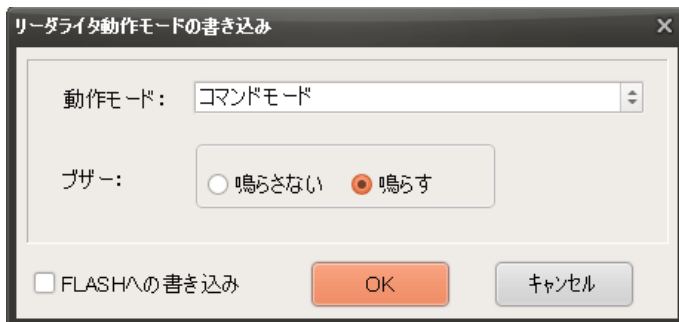 リーダライタ動作モードの書き込み
動作モード： コマンドモード
ブザー： 鳴らさない 鳴らす
FLASHへの書き込み OK キャンセル